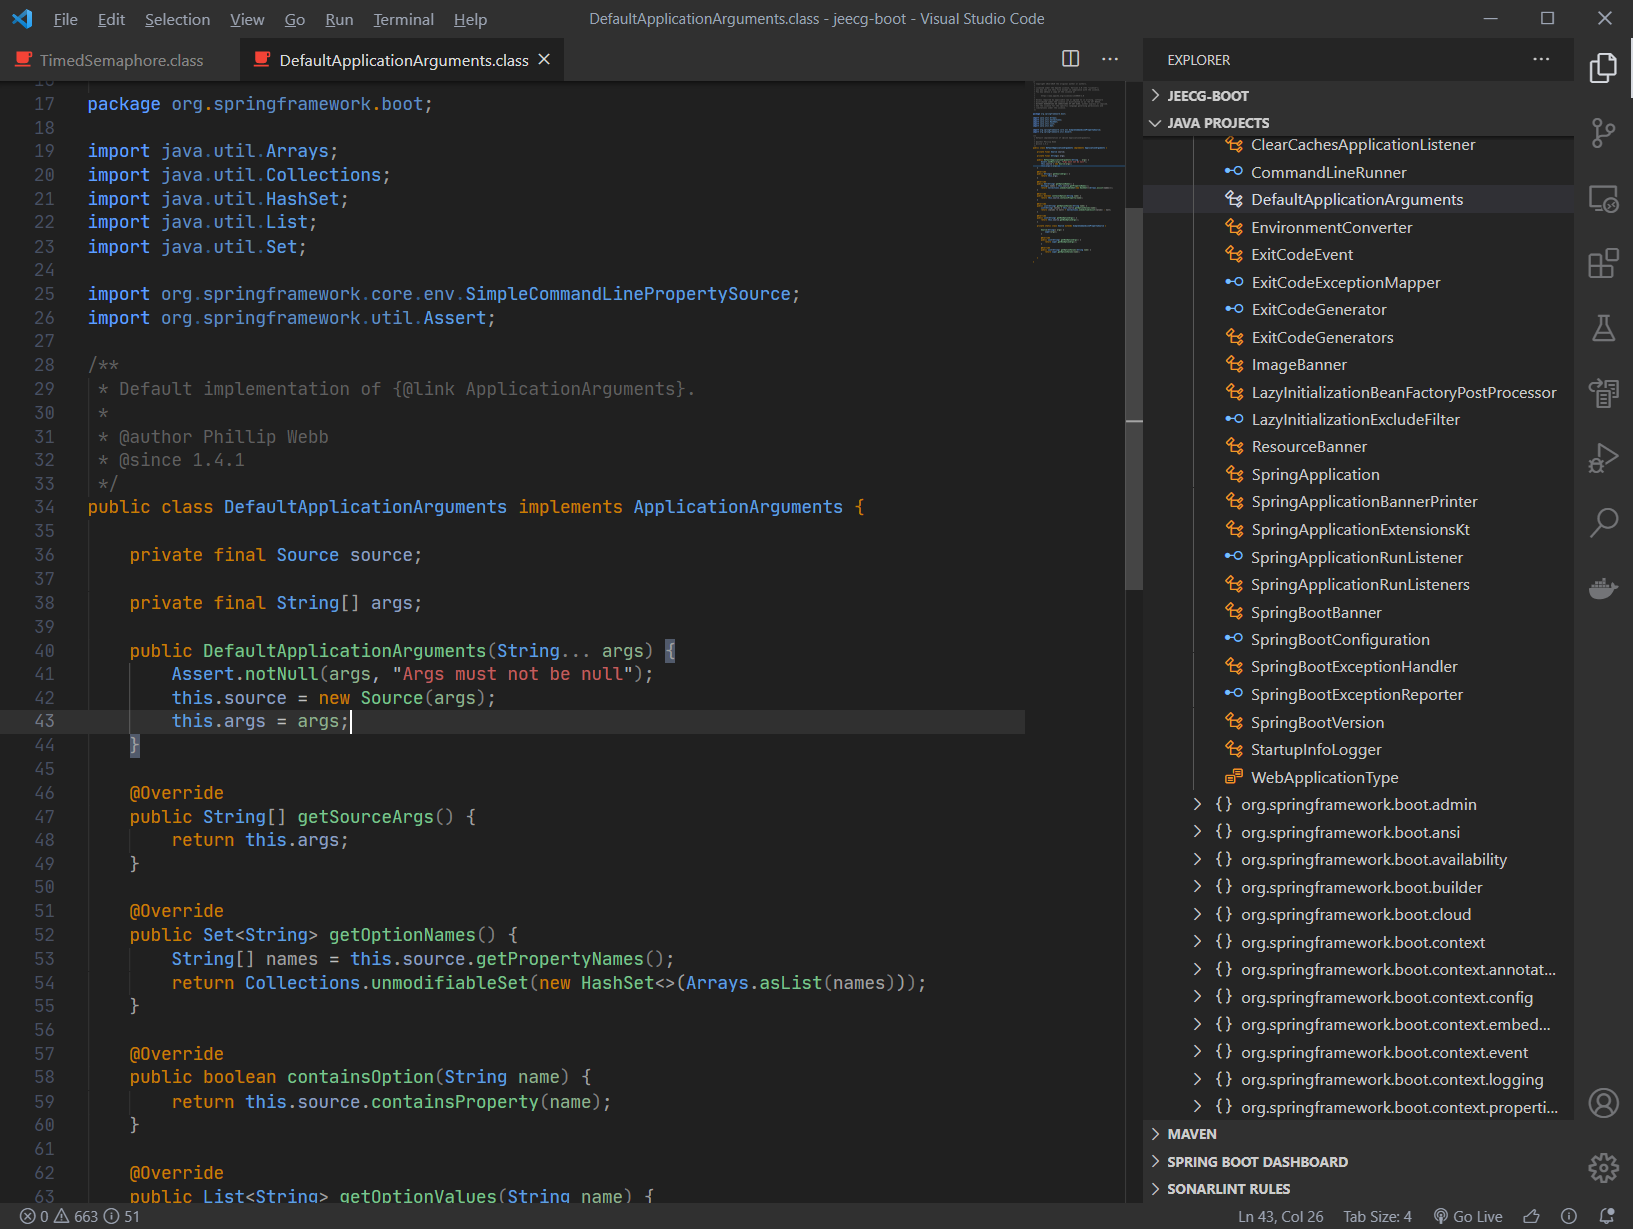 File Edit Selection View Go Run Terminal Help
DefaultApplicationArguments.class - jeecg-boot - Visual Studio Code
TimedSemaphore.class
DefaultApplicationArguments.class
17 package org.springframework.boot;
18
19 import java.util.Arrays;
20 import java.util.Collections;
21 import java.util.HashSet;
22 import java.util.List;
23 import java.util.Set;
24
25 import org.springframework.core.env.SimpleCommandLinePropertySource;
26 import org.springframework.util.Assert;
27
28 /**
29 * Default implementation of {@link ApplicationArguments}.
30 *
31 * @author Phillip Webb
32 * @since 1.4.1
33 */
34 public class DefaultApplicationArguments implements ApplicationArguments {
35
36 private final Source source;
37
38 private final String[] args;
39
40 public DefaultApplicationArguments(String... args) {
41 Assert.notNull(args, "Args must not be null");
42 this.source = new Source(args);
43 this.args = args;
44 }
45
46 @Override
47 public String[] getSourceArgs() {
48 return this.args;
49 }
50
51 @Override
52 public Set<String> getOptionNames() {
53 String[] names = this.source.getPropertyNames();
54 return Collections.unmodifiableSet(new HashSet<>(Arrays.asList(names)));
55 }
56
57 @Override
58 public boolean containsOption(String name) {
59 return this.source.containsProperty(name);
60 }
61
62 @Override
63 public List<String> getOptionValues(String name) {
EXPLORER
JEECG-BOOT
JAVA PROJECTS
ClearCachesApplicationListener
CommandLineRunner
DefaultApplicationArguments
EnvironmentConverter
ExitCodeEvent
ExitCodeExceptionMapper
ExitCodeGenerator
ExitCodeGenerators
ImageBanner
LazyInitializationBeanFactoryPostProcessor
LazyInitializationExcludeFilter
ResourceBanner
SpringApplication
SpringApplicationBannerPrinter
SpringApplicationExtensionsKt
SpringApplicationRunListener
SpringApplicationRunListeners
SpringBootBanner
SpringBootConfiguration
SpringBootExceptionHandler
SpringBootExceptionReporter
SpringBootVersion
StartupInfoLogger
WebApplicationType
{} org.springframework.boot.admin
{} org.springframework.boot.ansi
{} org.springframework.boot.availability
{} org.springframework.boot.builder
{} org.springframework.boot.cloud
{} org.springframework.boot.context
{} org.springframework.boot.context.annotat...
{} org.springframework.boot.context.config
{} org.springframework.boot.context.embed...
{} org.springframework.boot.context.event
{} org.springframework.boot.context.logging
{} org.springframework.boot.context.properti...
MAVEN
SPRING BOOT DASHBOARD
SONARLINT RULES
0 663 51
Ln 43, Col 26 Tab Size: 4 Go Live